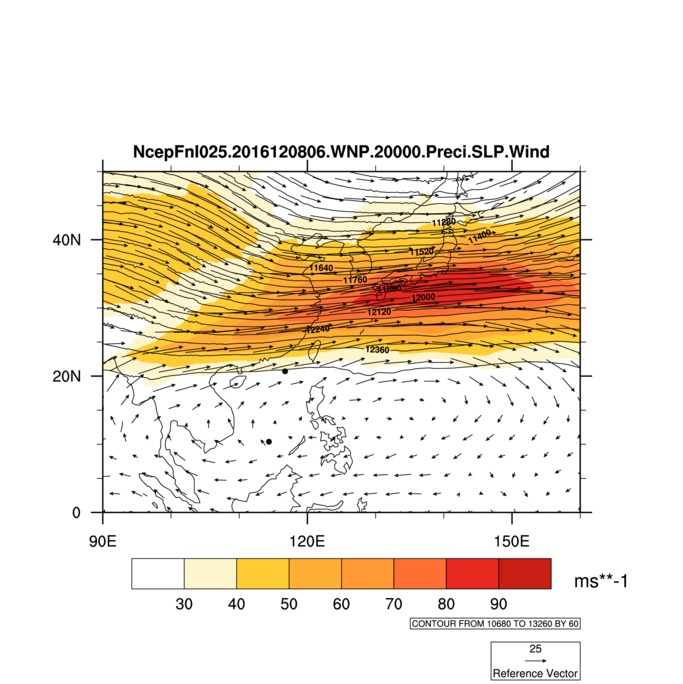 NcepFnl025.2016120806.WNP.20000.Preci.SLP.Wind
40N
20N
0
11280
11400
11520
11640
11760
11880
12000
12120
12240
12360
90E
120E
150E
30
40
50
60
70
80
90
ms**-1
CONTOUR FROM 10680 TO 13260 BY 60
25
Reference Vector